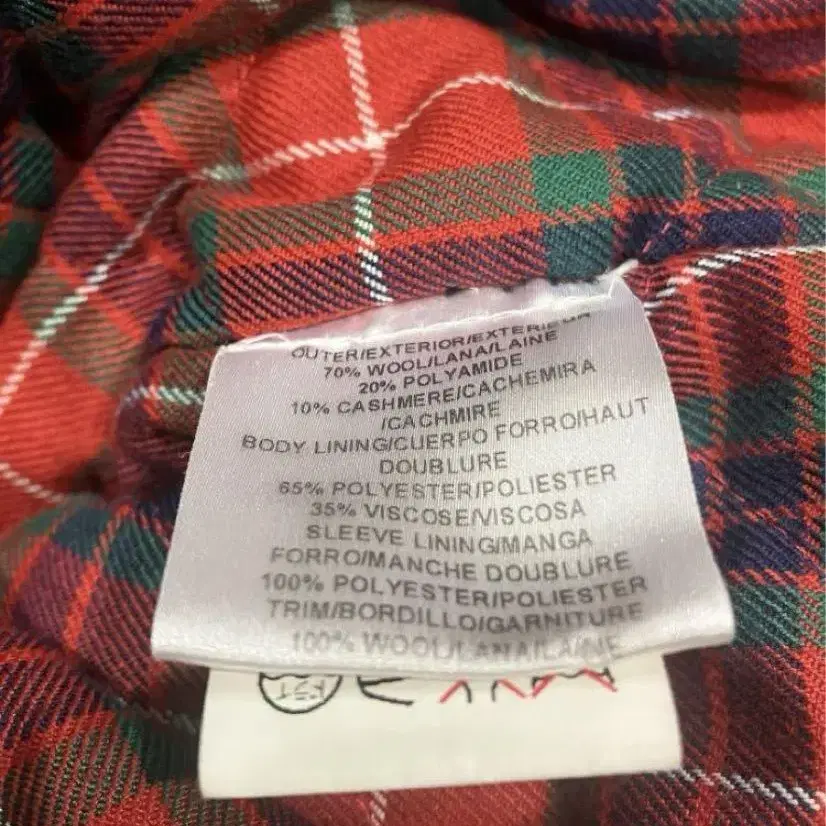 OUTER/EXTERIOR/EXTERIEUR
70% WOOL/LANA/LAINE
20% POLYAMIDE
10% CASHMERE/CACHEMIRA
/CACHMIRE
BODY LINING/CUERPO FORRO/HAUT
DOUBLURE
65% POLYESTER/POLIESTER
35% VISCOSE/VISCOSA
SLEEVE LINING/MANGA
FORRO/MANCHE DOUBLURE
100% POLYESTER/POLIESTER
TRIM/BORDILLO/GARNITURE
100% WOOL/LANA/LAINE